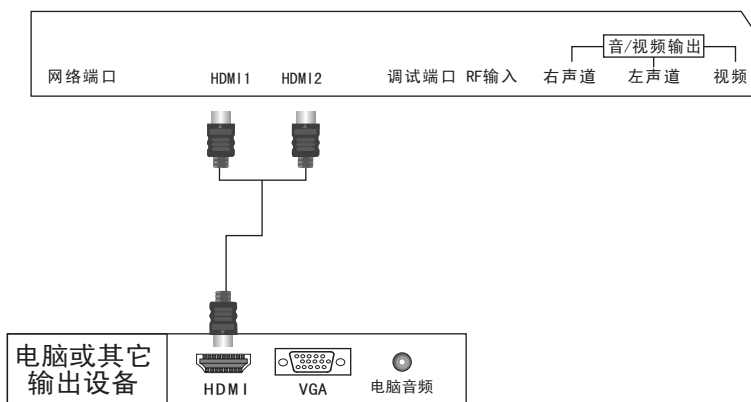 音/视频输出
网络端口 HDMI1 HDMI2 调试端口 RF输入 右声道 左声道 视频
电脑或其它
输出设备
HDMI VGA 电脑音频